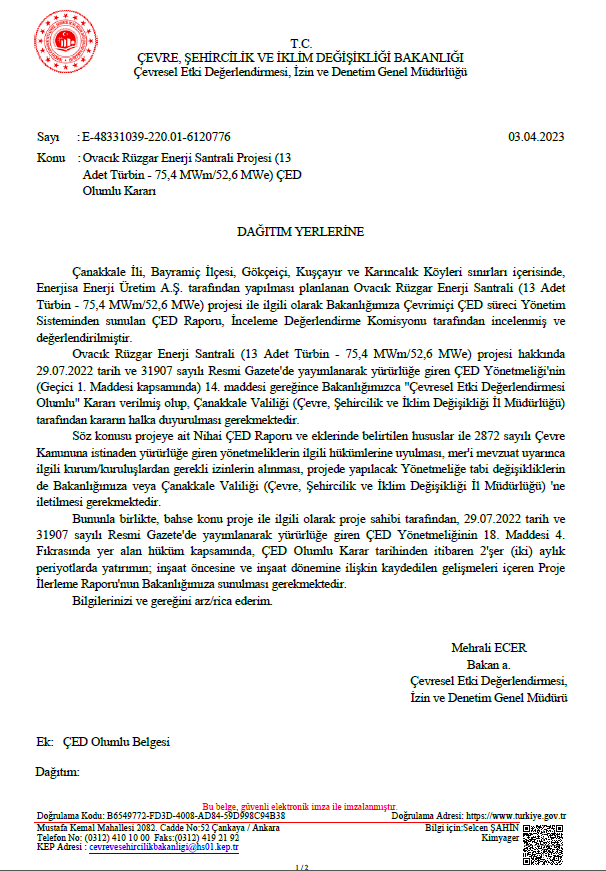 T.C.
ÇEVRE, ŞEHİRCİLİK VE İKLİM DEĞİŞİKLİĞİ BAKANLIĞI
Çevresel Etki Değerlendirmesi, İzin ve Denetim Genel Müdürlüğü
Sayı : E-48331039-220.01-6120776 03.04.2023
Konu : Ovacık Rüzgar Enerji Santrali Projesi (13
Adet Türbin - 75,4 MWm/52,6 MWe) ÇED
Olumlu Kararı
DAĞITIM YERLERİNE
Çanakkale İli, Bayramiç İlçesi, Gökçeiçi, Kuşçayır ve Karıncalık Köyleri sınırları içerisinde,
Enerjisa Enerji Üretim A.Ş. tarafından yapılması planlanan Ovacık Rüzgar Enerji Santrali (13 Adet
Türbin - 75,4 MWm/52,6 MWe) projesi ile ilgili olarak Bakanlığımıza Çevrimiçi ÇED süreci Yönetim
Sisteminden sunulan ÇED Raporu, İnceleme Değerlendirme Komisyonu tarafından incelenmiş ve
değerlendirilmiştir.
Ovacık Rüzgar Enerji Santrali (13 Adet Türbin - 75,4 MWm/52,6 MWe) projesi hakkında
29.07.2022 tarih ve 31907 sayılı Resmi Gazete'de yayımlanarak yürürlüğe giren ÇED Yönetmeliği'nin
(Geçici 1. Maddesi kapsamında) 14. maddesi gereğince Bakanlığımızca "Çevresel Etki Değerlendirmesi
Olumlu" Kararı verilmiş olup, Çanakkale Valiliği (Çevre, Şehircilik ve İklim Değişikliği İl Müdürlüğü)
tarafından kararın halka duyurulması gerekmektedir.
Söz konusu projeye ait Nihai ÇED Raporu ve eklerinde belirtilen hususlar ile 2872 sayılı Çevre
Kanununa istinaden yürürlüğe giren yönetmeliklerin ilgili hükümlerine uyulması, mer'i mevzuat uyarınca
ilgili kurum/kuruluşlardan gerekli izinlerin alınması, projede yapılacak Yönetmeliğe tabi değişikliklerin
de Bakanlığımıza veya Çanakkale Valiliği (Çevre, Şehircilik ve İklim Değişikliği İl Müdürlüğü) 'ne
iletilmesi gerekmektedir.
Bununla birlikte, bahse konu proje ile ilgili olarak proje sahibi tarafından, 29.07.2022 tarih ve
31907 sayılı Resmi Gazete'de yayımlanarak yürürlüğe giren ÇED Yönetmeliğinin 18. Maddesi 4.
Fıkrasında yer alan hüküm kapsamında, ÇED Olumlu Karar tarihinden itibaren 2'şer (iki) aylık
periyotlarda yatırımın; inşaat öncesine ve inşaat dönemine ilişkin kaydedilen gelişmeleri içeren Proje
İlerleme Raporu'nun Bakanlığımıza sunulması gerekmektedir.
Bilgilerinizi ve gereğini arz/rica ederim.
Mehrali ECER
Bakan a.
Çevresel Etki Değerlendirmesi,
İzin ve Denetim Genel Müdürü
Ek: ÇED Olumlu Belgesi
Dağıtım:
Bu belge, güvenli elektronik imza ile imzalanmıştır.
Doğrulama Kodu: B6549772-FD3D-4008-AD84-59D998C94B38 Doğrulama Adresi: https://www.turkiye.gov.tr
Mustafa Kemal Mahallesi 2082. Cadde No:52 Çankaya / Ankara Bilgi için:Selcen ŞAHİN
Telefon No: (0312) 410 10 00 Faks:(0312) 419 21 92 Kimyager
KEP Adresi : cevrevesehircilikbakanligi@hs01.kep.tr
1 / 2